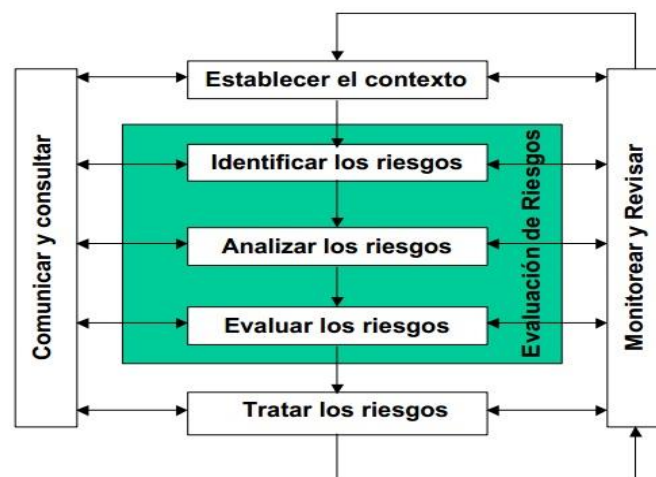 Establecer el contexto
Comunicar y consultar
Identificar los riesgos
Analizar los riesgos
Evaluar los riesgos
Evaluación de Riesgos
Monitorear y Revisar
Tratar los riesgos